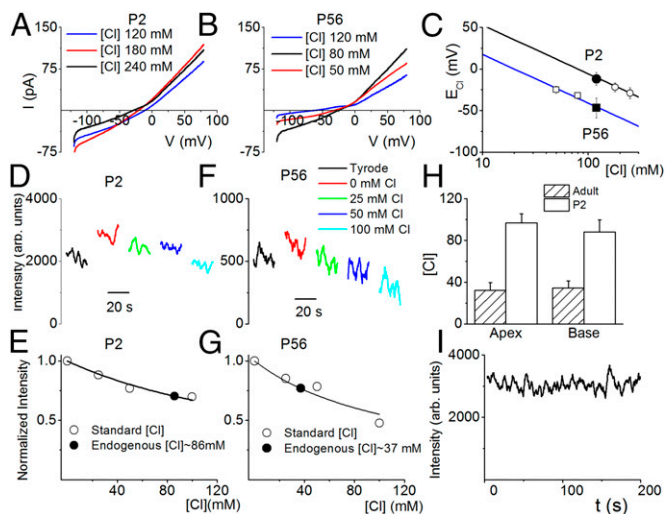 A
P2
150
75
0
-75
I (pA)
[Cl] 120 mM
[Cl] 180 mM
[Cl] 240 mM
-100
-50
0
50
100
V (mV)
B
P56
150
75
0
-75
[Cl] 120 mM
[Cl] 80 mM
[Cl] 50 mM
-100
-50
0
50
100
V (mV)
C
50
0
-50
-100
E Cl (mV)
P2
P56
10
100
[Cl] (mM)
D
P2
4000
2000
0
Intensity (arb. units)
20 s
F
P56
1000
500
0
20 s
Tyrode
0 mM Cl
25 mM Cl
50 mM Cl
100 mM Cl
H
120
80
40
0
[Cl]
Adult
P2
Apex
Base
E
P2
1.0
0.5
Normalized Intensity
Standard [Cl]
Endogenous [Cl]~86mM
40
80
[Cl](mM)
G
P56
1.0
0.5
Standard [Cl]
Endogenous [Cl]~37 mM
0
40
80
120
[Cl] (mM)
I
4000
2000
Intensity (arb. units)
0
100
200
t (s)